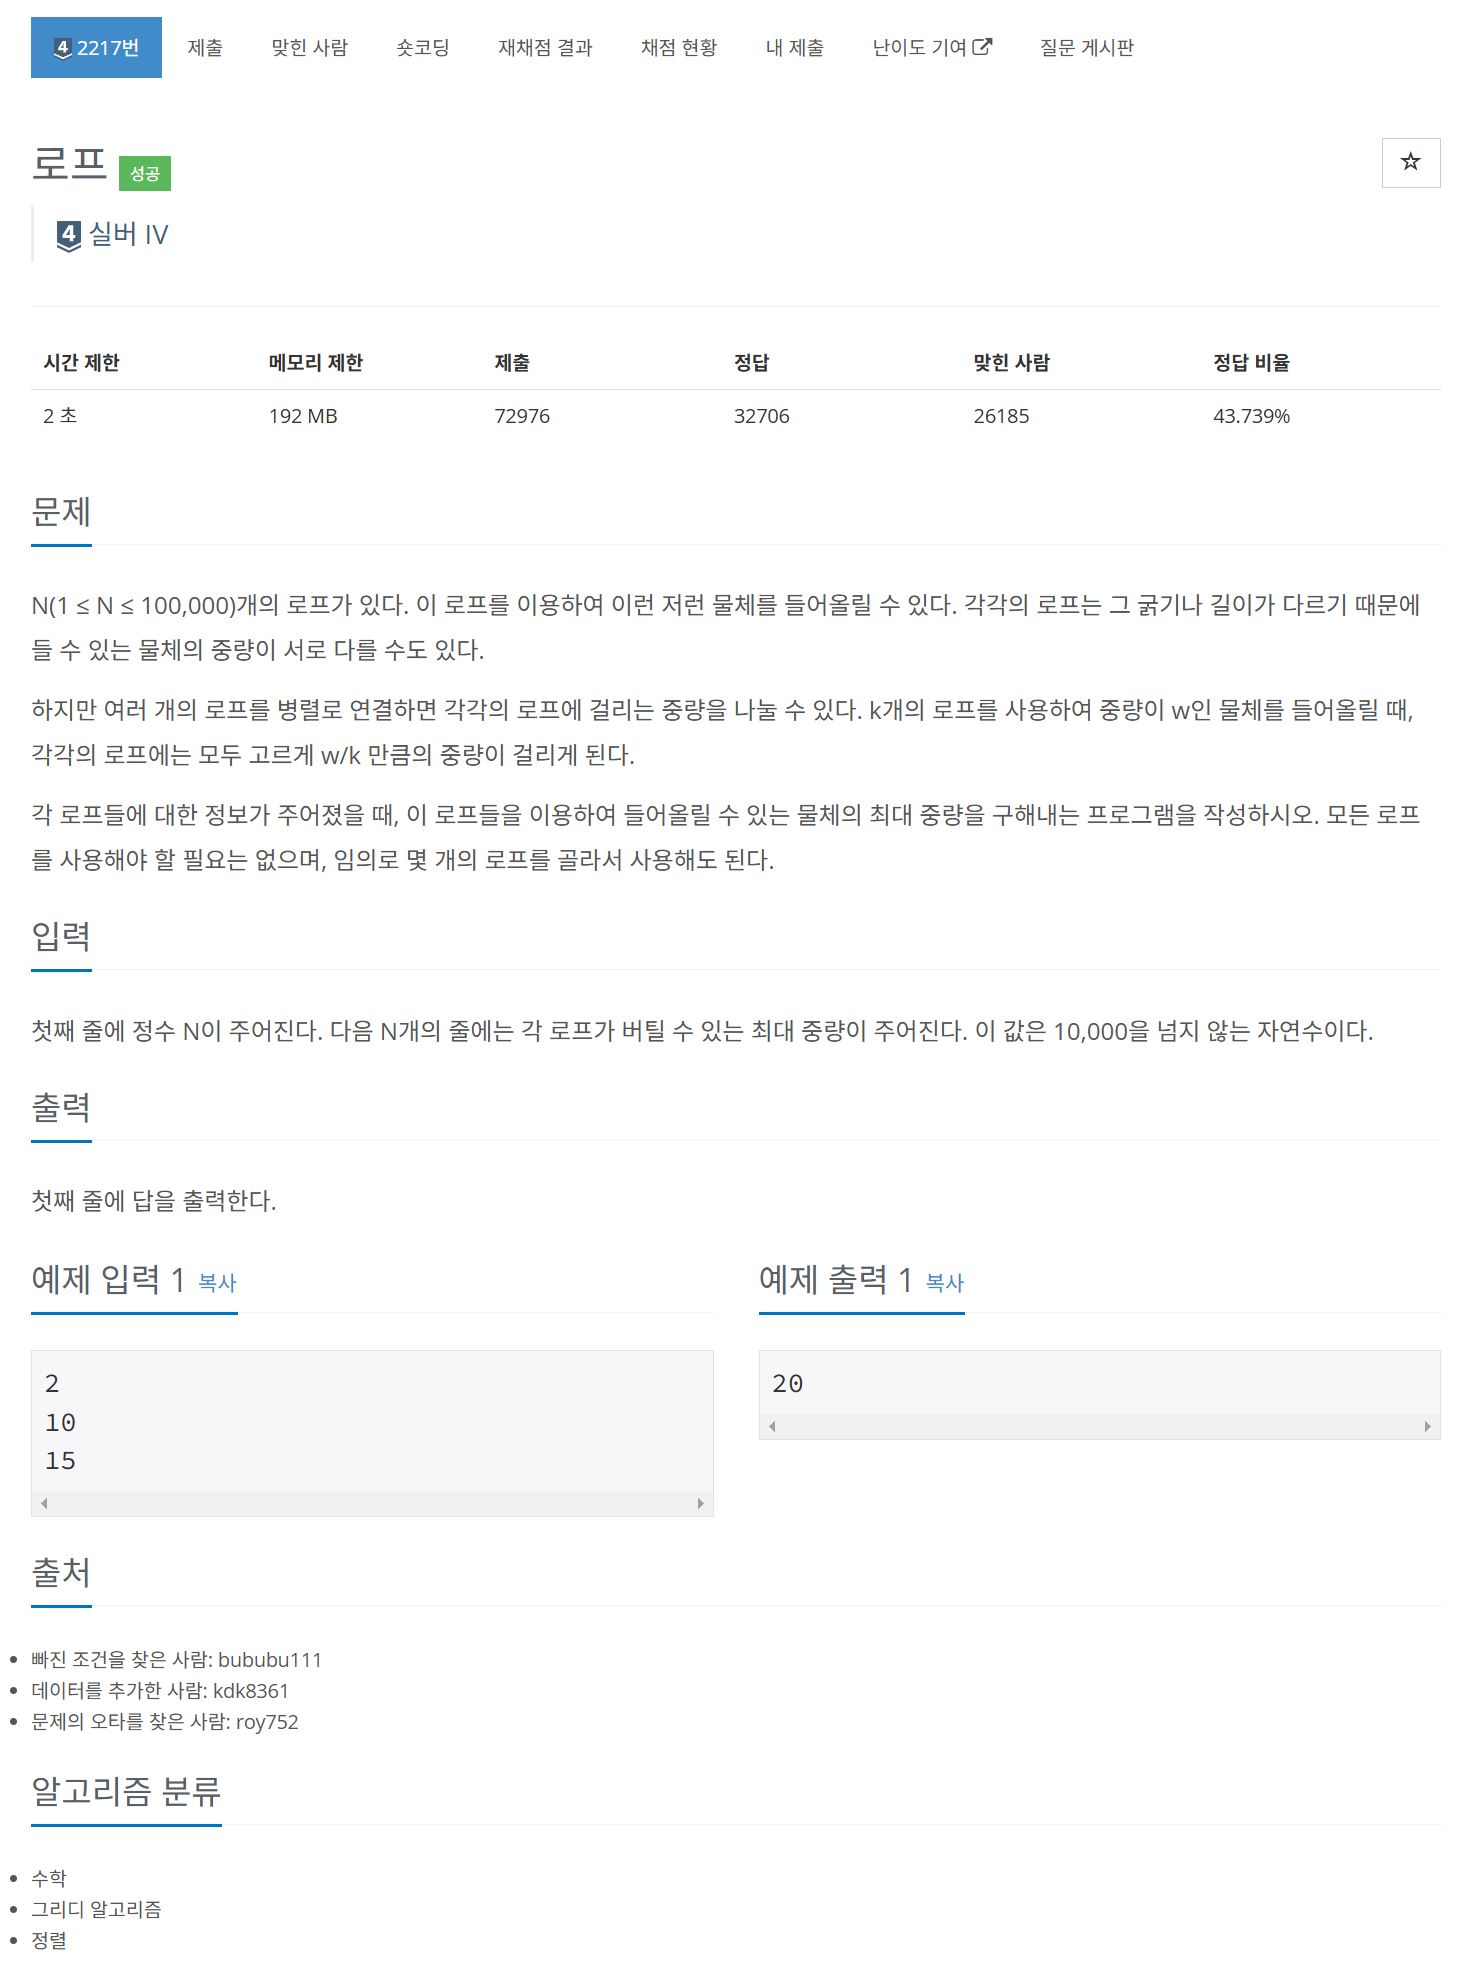 4 2217번 제출 맞힌 사람 숏코딩 재채점 결과 채점 현황 내 제출 난이도 기여 질문 게시판
로프 성공
4 실버 IV
시간 제한 메모리 제한 제출 정답 맞힌 사람 정답 비율
2 초 192 MB 72976 32706 26185 43.739%
문제
N(1 ≤ N ≤ 100,000)개의 로프가 있다. 이 로프를 이용하여 이런 저런 물체를 들어올릴 수 있다. 각각의 로프는 그 굵기나 길이가 다르기 때문에
들 수 있는 물체의 중량이 서로 다를 수도 있다.
하지만 여러 개의 로프를 병렬로 연결하면 각각의 로프에 걸리는 중량을 나눌 수 있다. k개의 로프를 사용하여 중량이 w인 물체를 들어올릴 때,
각각의 로프에는 모두 고르게 w/k 만큼의 중량이 걸리게 된다.
각 로프들에 대한 정보가 주어졌을 때, 이 로프들을 이용하여 들어올릴 수 있는 물체의 최대 중량을 구해내는 프로그램을 작성하시오. 모든 로프
를 사용해야 할 필요는 없으며, 임의로 몇 개의 로프를 골라서 사용해도 된다.
입력
첫째 줄에 정수 N이 주어진다. 다음 N개의 줄에는 각 로프가 버틸 수 있는 최대 중량이 주어진다. 이 값은 10,000을 넘지 않는 자연수이다.
출력
첫째 줄에 답을 출력한다.
예제 입력 1 복사
2
10
15
예제 출력 1 복사
20
출처
빠진 조건을 찾은 사람: bububu111
데이터를 추가한 사람: kdk8361
문제의 오타를 찾은 사람: roy752
알고리즘 분류
수학
그리디 알고리즘
정렬